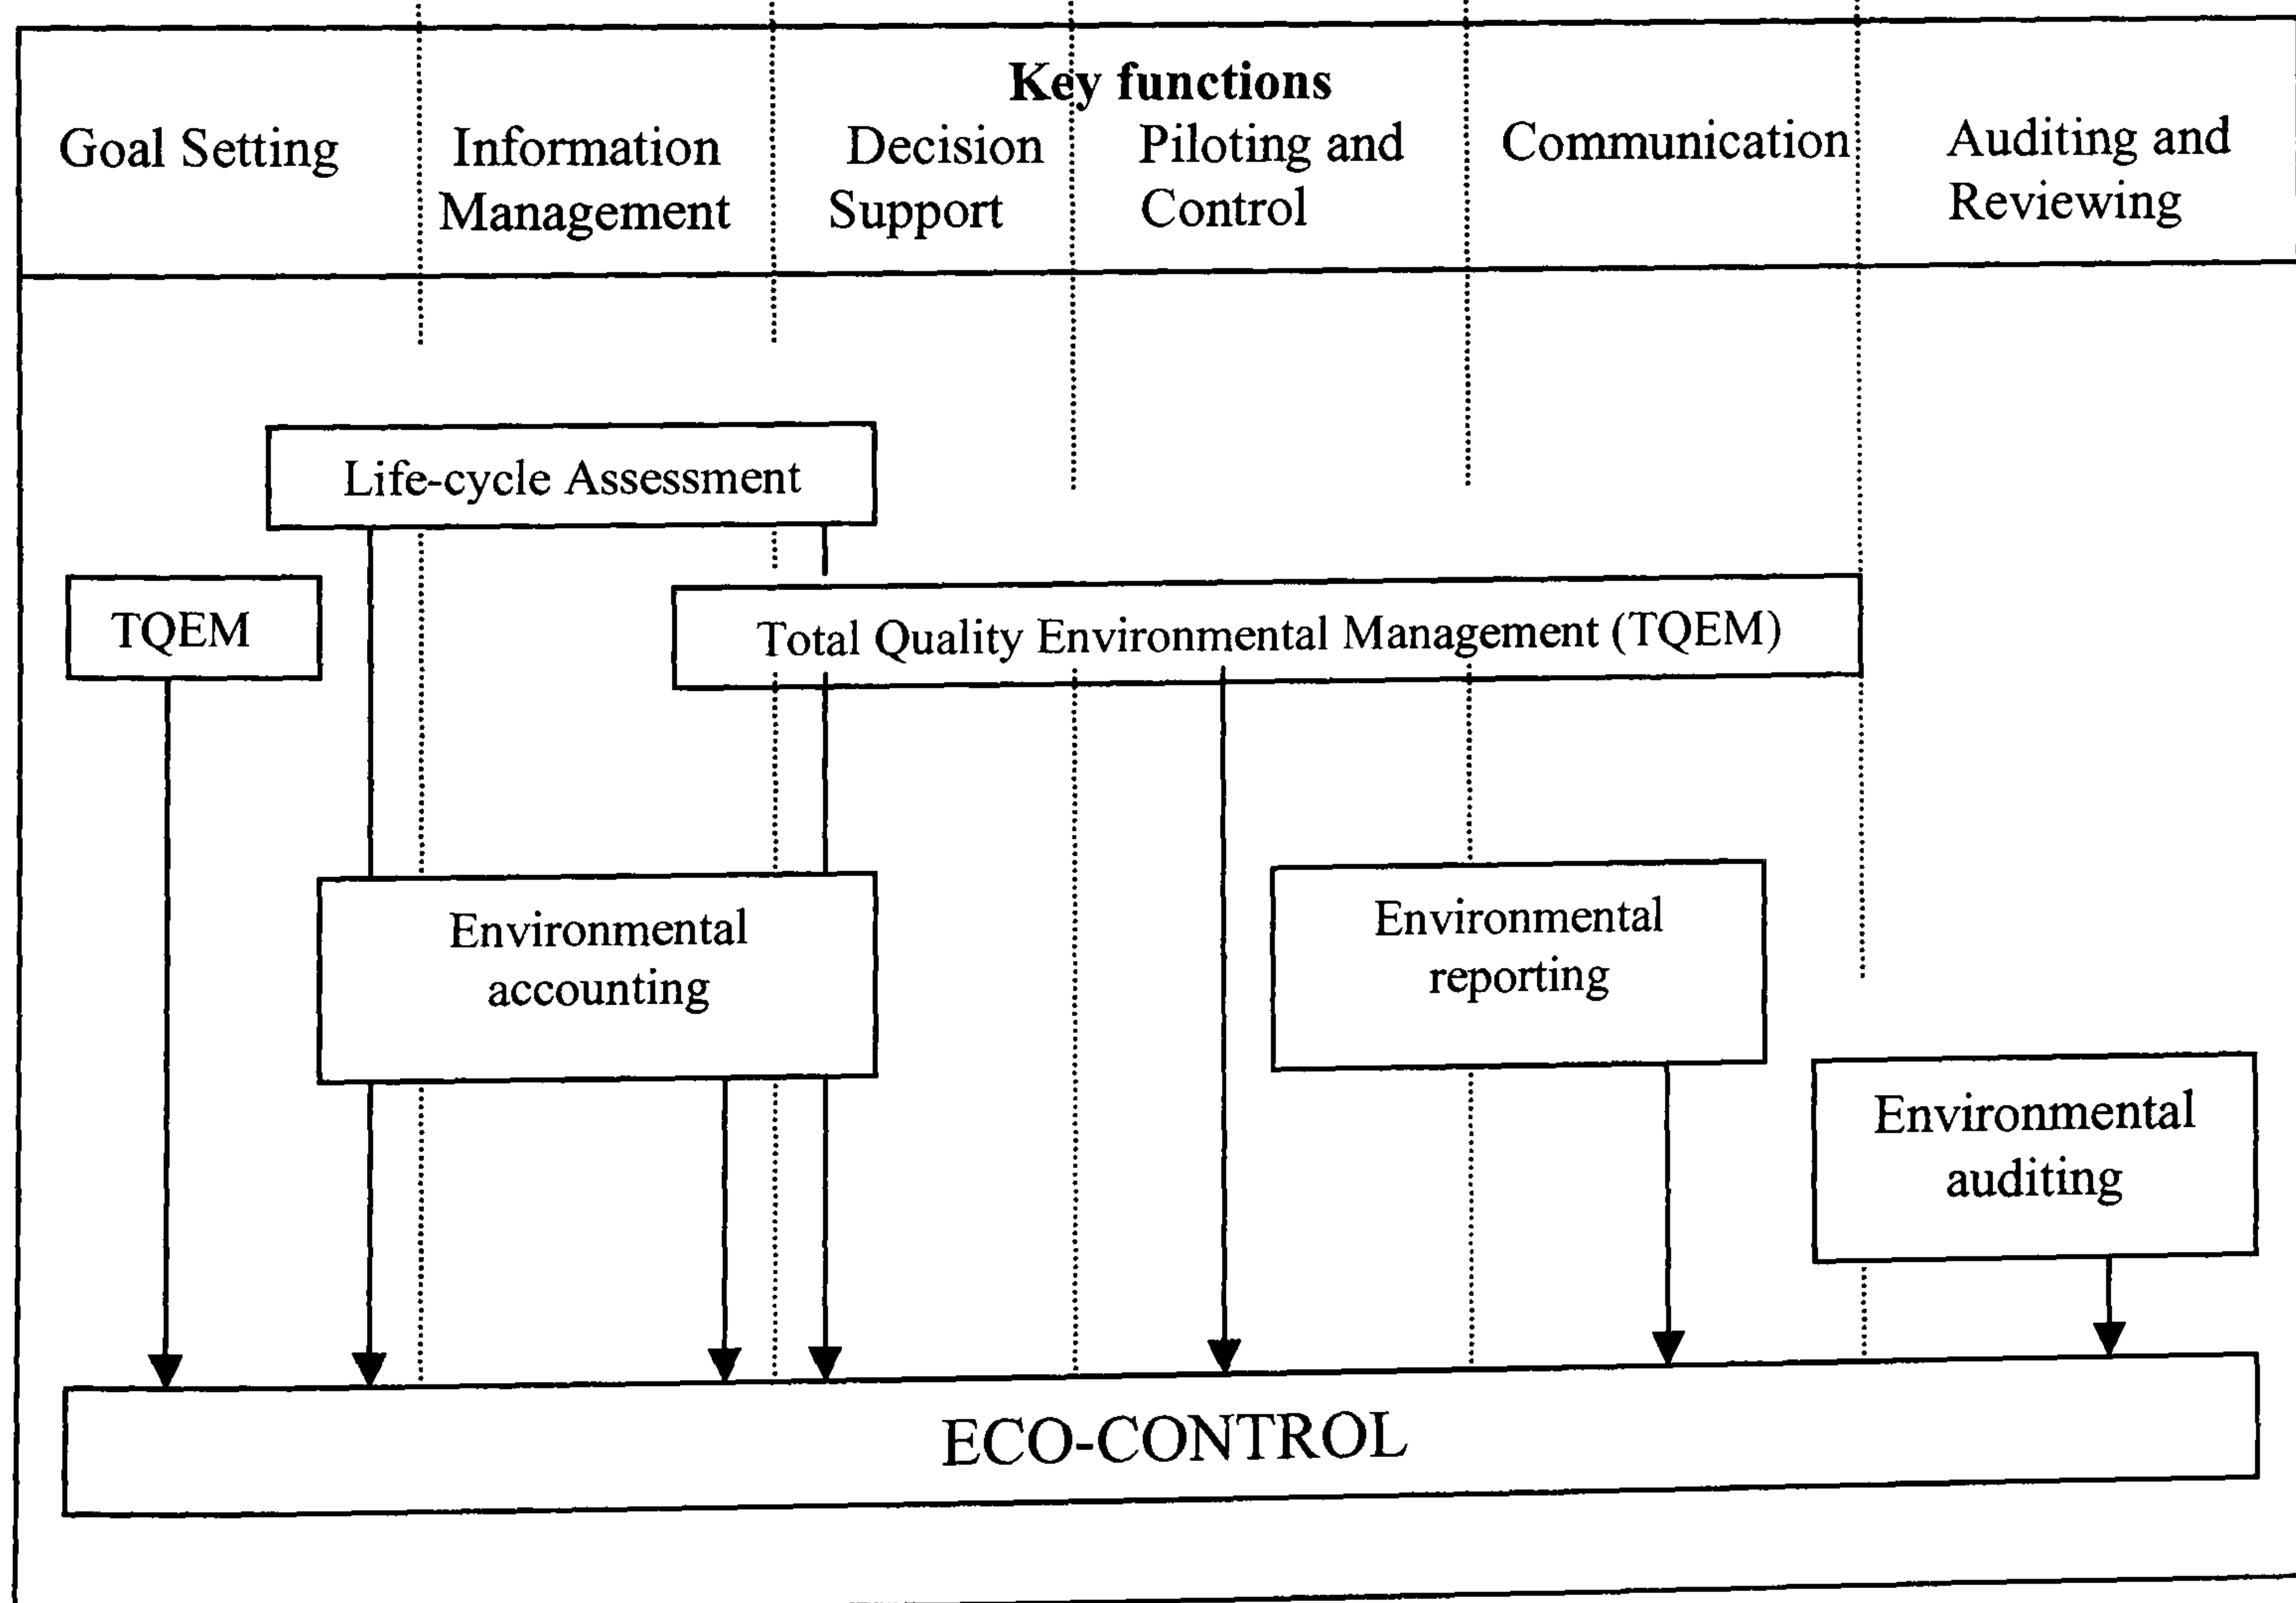 Key functions
Goal Setting
Information
Management
Decision
Support
Piloting and
Control
Communication
Auditing and
Reviewing
Life-cycle Assessment
TQEM
Total Quality Environmental Management (TQEM)
Environmental
accounting
Environmental
reporting
Environmental
auditing
ECO-CONTROL